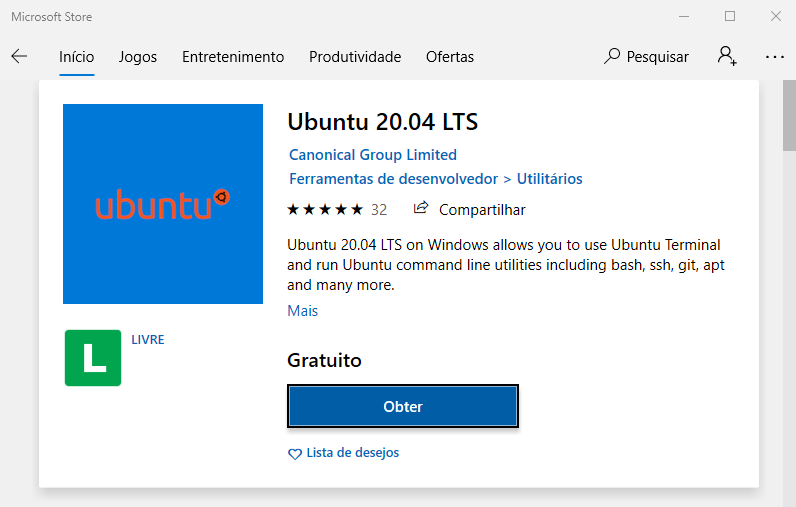 Microsoft Store
Início Jogos Entretenimento Produtividade Ofertas Pesquisar
ubuntu
Ubuntu 20.04 LTS
Canonical Group Limited
Ferramentas de desenvolvedor > Utilitários
32 Compartilhar
Ubuntu 20.04 LTS on Windows allows you to use Ubuntu Terminal
and run Ubuntu command line utilities including bash, ssh, git, apt
and many more.
Mais
L LIVRE
Gratuito
Obter
Lista de desejos